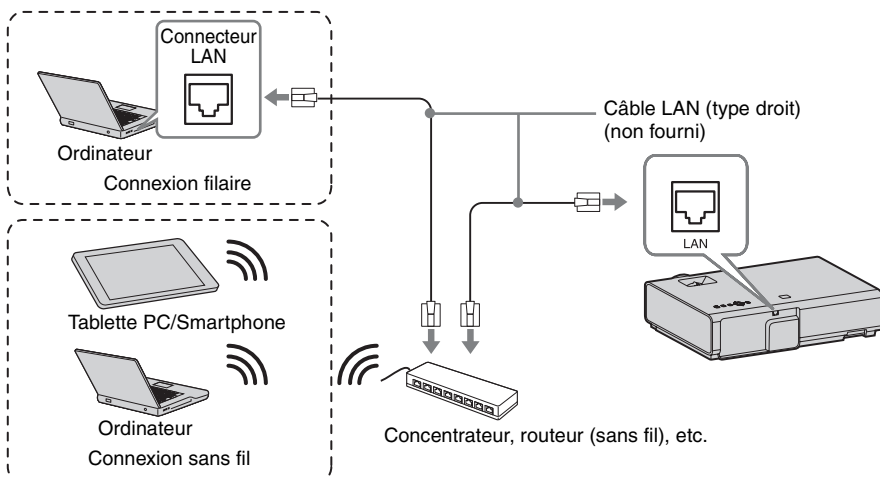 Connecteur
LAN
Ordinateur
Connexion filaire
Câble LAN (type droit)
(non fourni)
LAN
Tablette PC/Smartphone
Ordinateur
Connexion sans fil
Concentrateur, routeur (sans fil), etc.